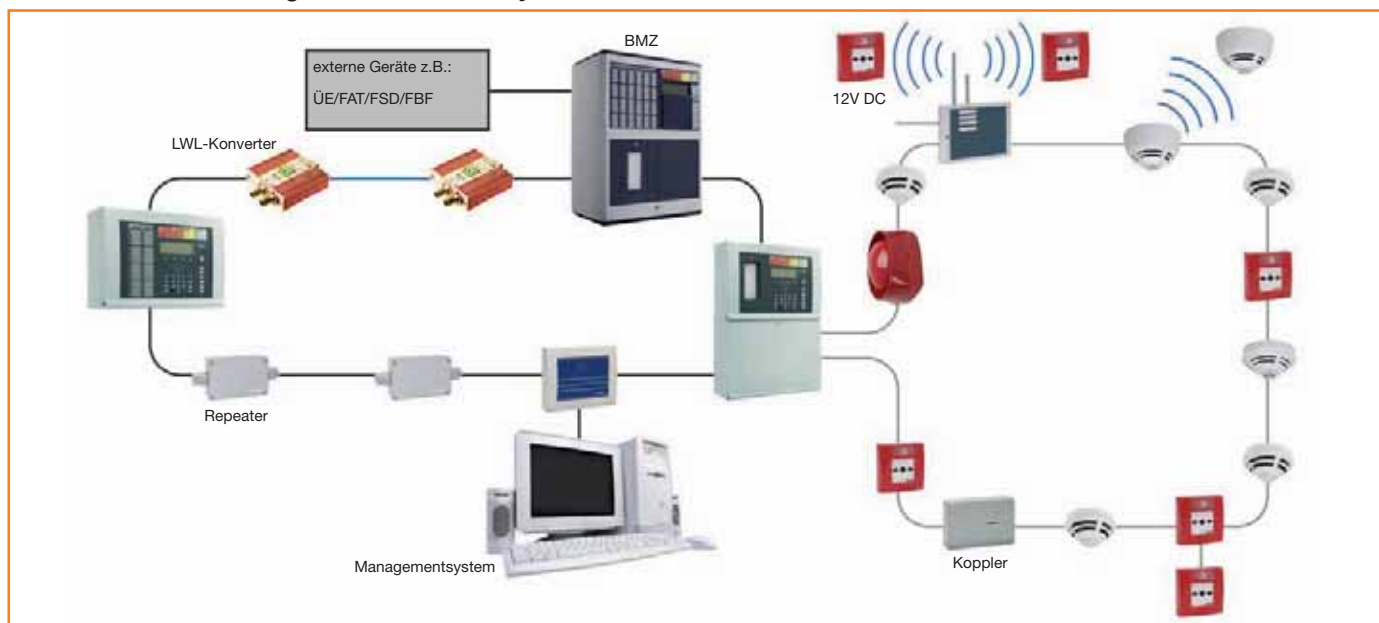 BMZ
externe Geräte z.B.:
ÜE/FAT/FSD/FBF
12V DC
LWL-Konverter
Repeater
Managementsystem
Koppler